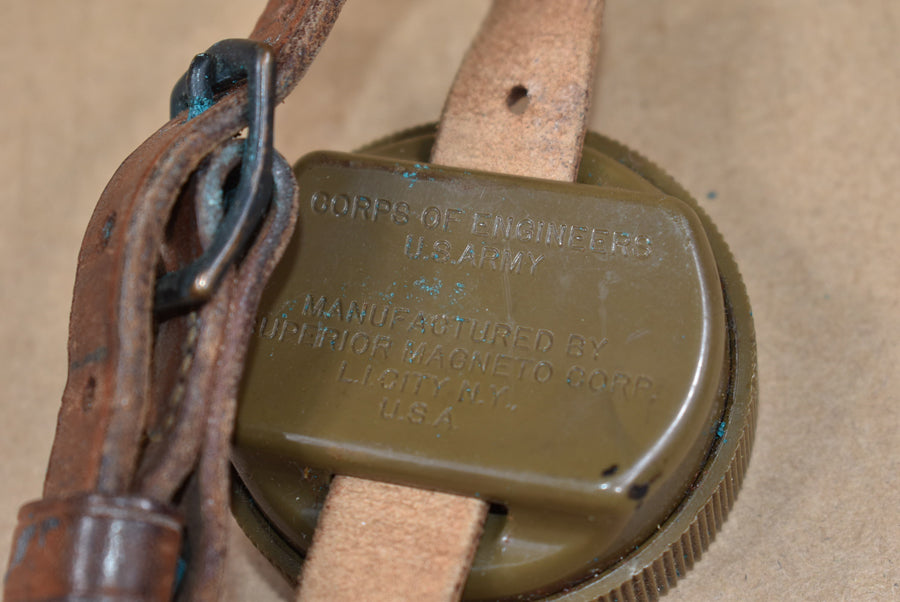 CORPS OF ENGINEERS
U.S.ARMY
MANUFACTURED BY
SUPERIOR MAGNETO CORP.
L.I.CITY N.Y.
U.S.A.